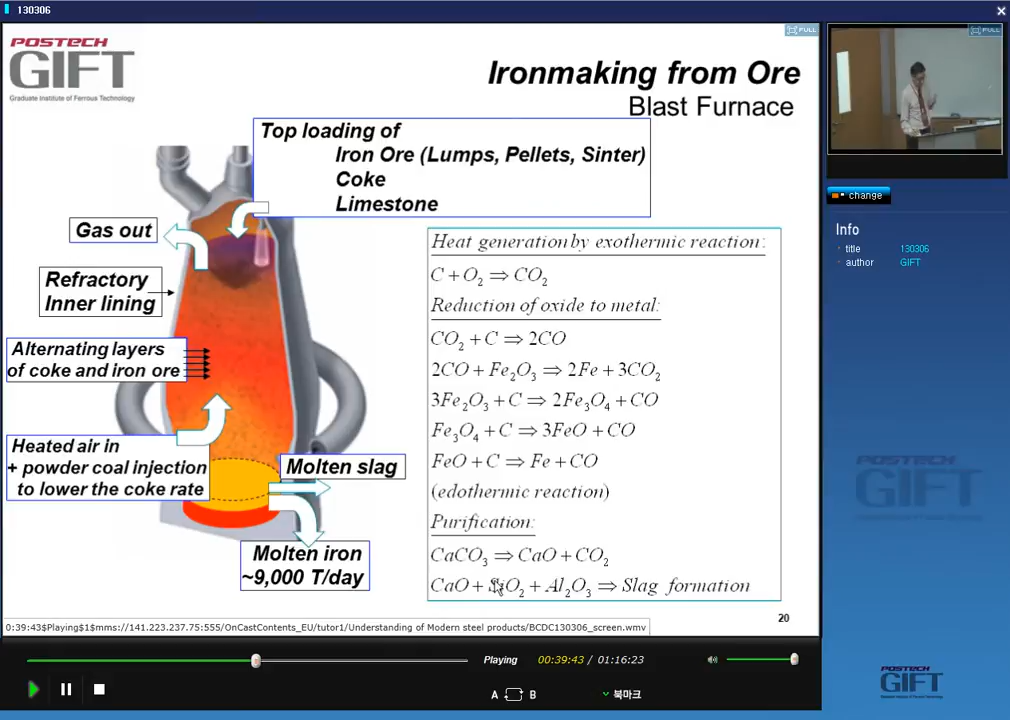 130306
POSTECH
GIFT
Graduate Institute of Ferrous Technology
FULL
FULL
Ironmaking from Ore
Blast Furnace
Top loading of
Iron Ore (Lumps, Pellets, Sinter)
Coke
Limestone
Gas out
Refractory
Inner lining
Alternating layers
of coke and iron ore
Heated air in
+ powder coal injection
to lower the coke rate
Molten slag
Molten iron
~9,000 T/day
Heat generation by exothermic reaction:
C + O₂ ⇒ CO₂
Reduction of oxide to metal:
CO₂ + C ⇒ 2CO
2CO + Fe₂O₃ ⇒ 2Fe + 3CO₂
3Fe₂O₃ + C ⇒ 2Fe₃O₄ + CO
Fe₃O₄ + C ⇒ 3FeO + CO
FeO + C ⇒ Fe + CO
(edothermic reaction)
Purification:
CaCO₃ ⇒ CaO + CO₂
CaO + SiO₂ + Al₂O₃ ⇒ Slag formation
20
0:39:43$Playing$1$mms://141.223.237.75:555/OnCastContents_EU/tutor1/Understanding of Modern steel products/BCDC130306_screen.wmv
Playing
00:39:43 / 01:16:23
A B
북마크
change
Info
title 130306
author GIFT
POSTECH
GIFT
POSTECH
GIFT